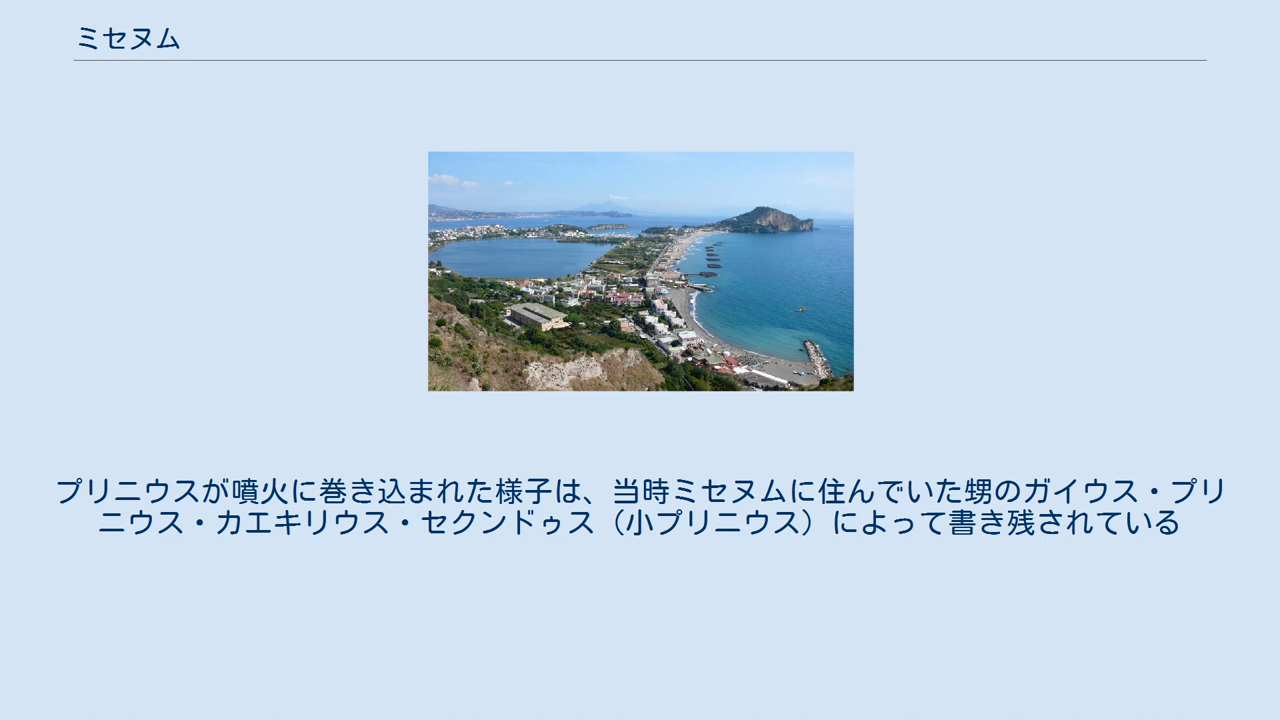 ミセヌム
プリニウスが噴火に巻き込まれた様子は、当時ミセヌムに住んでいた甥のガイウス・プリ
ニウス・カエキリウス・セクンドゥス（小プリニウス）によって書き残されている